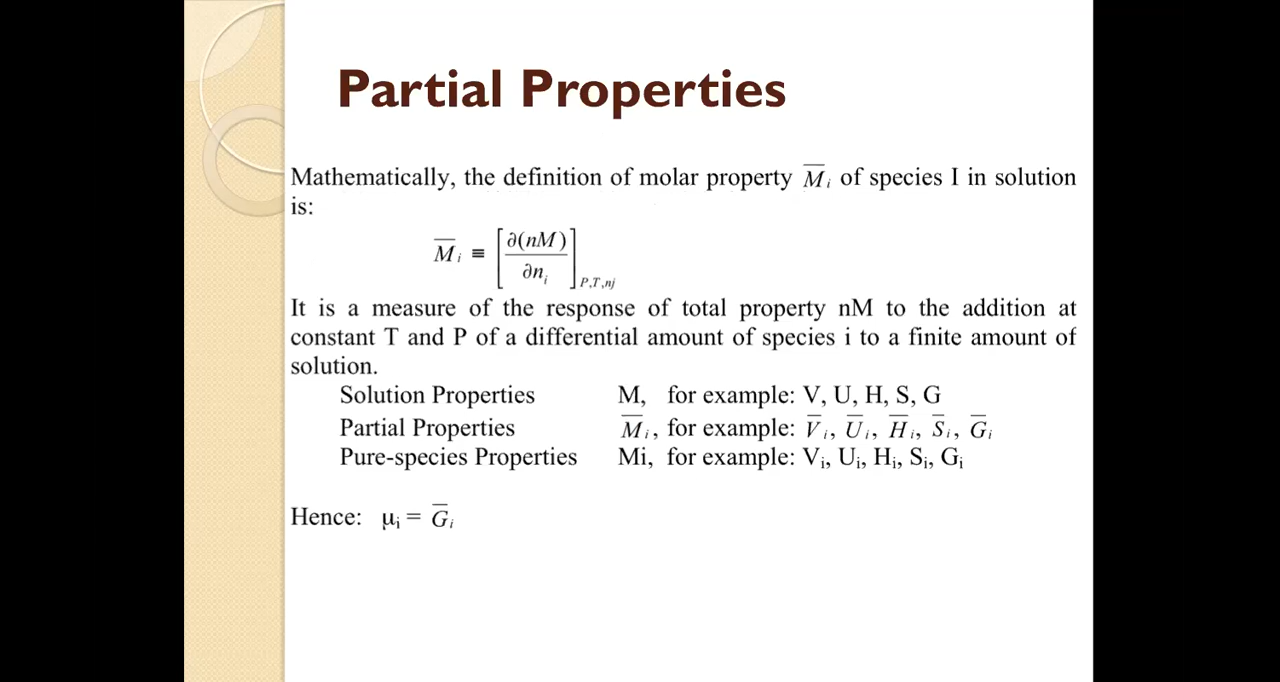 Partial Properties
Mathematically, the definition of molar property M̅ᵢ of species I in solution
is:
M̅ᵢ ≡ [∂(nM)/∂nᵢ]P,T,nj
It is a measure of the response of total property nM to the addition at
constant T and P of a differential amount of species i to a finite amount of
solution.
Solution Properties M, for example: V, U, H, S, G
Partial Properties M̅ᵢ, for example: V̅ᵢ, U̅ᵢ, H̅ᵢ, S̅ᵢ, G̅ᵢ
Pure-species Properties Mi, for example: Vᵢ, Uᵢ, Hᵢ, Sᵢ, Gᵢ
Hence: μᵢ = G̅ᵢ